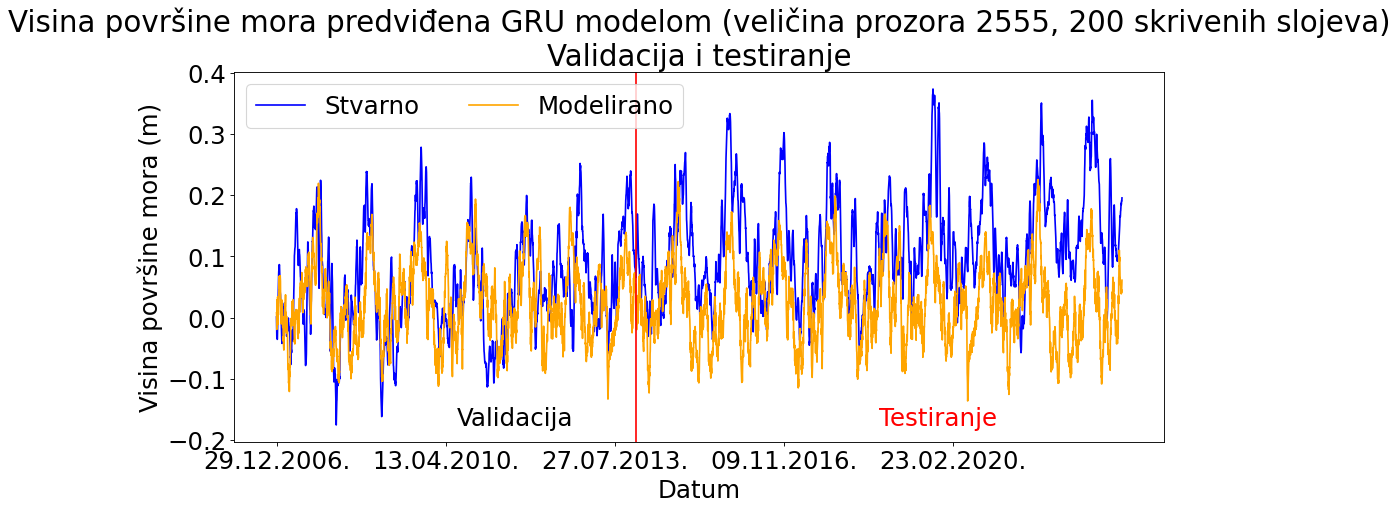 Visina površine mora predviđena GRU modelom (veličina prozora 2555, 200 skrivenih slojeva)
Validacija i testiranje
Stvarno
Modelirano
Visina površine mora (m)
0.4
0.3
0.2
0.1
0.0
−0.1
−0.2
Validacija
Testiranje
29.12.2006.
13.04.2010.
27.07.2013.
09.11.2016.
23.02.2020.
Datum